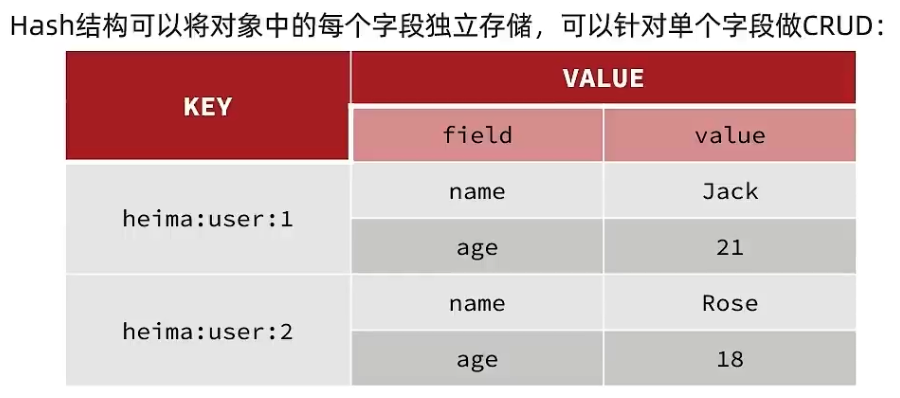 Hash结构可以将对象中的每个字段独立存储，可以针对单个字段做CRUD：
KEY
VALUE
field
value
heima:user:1
name
Jack
age
21
heima:user:2
name
Rose
age
18